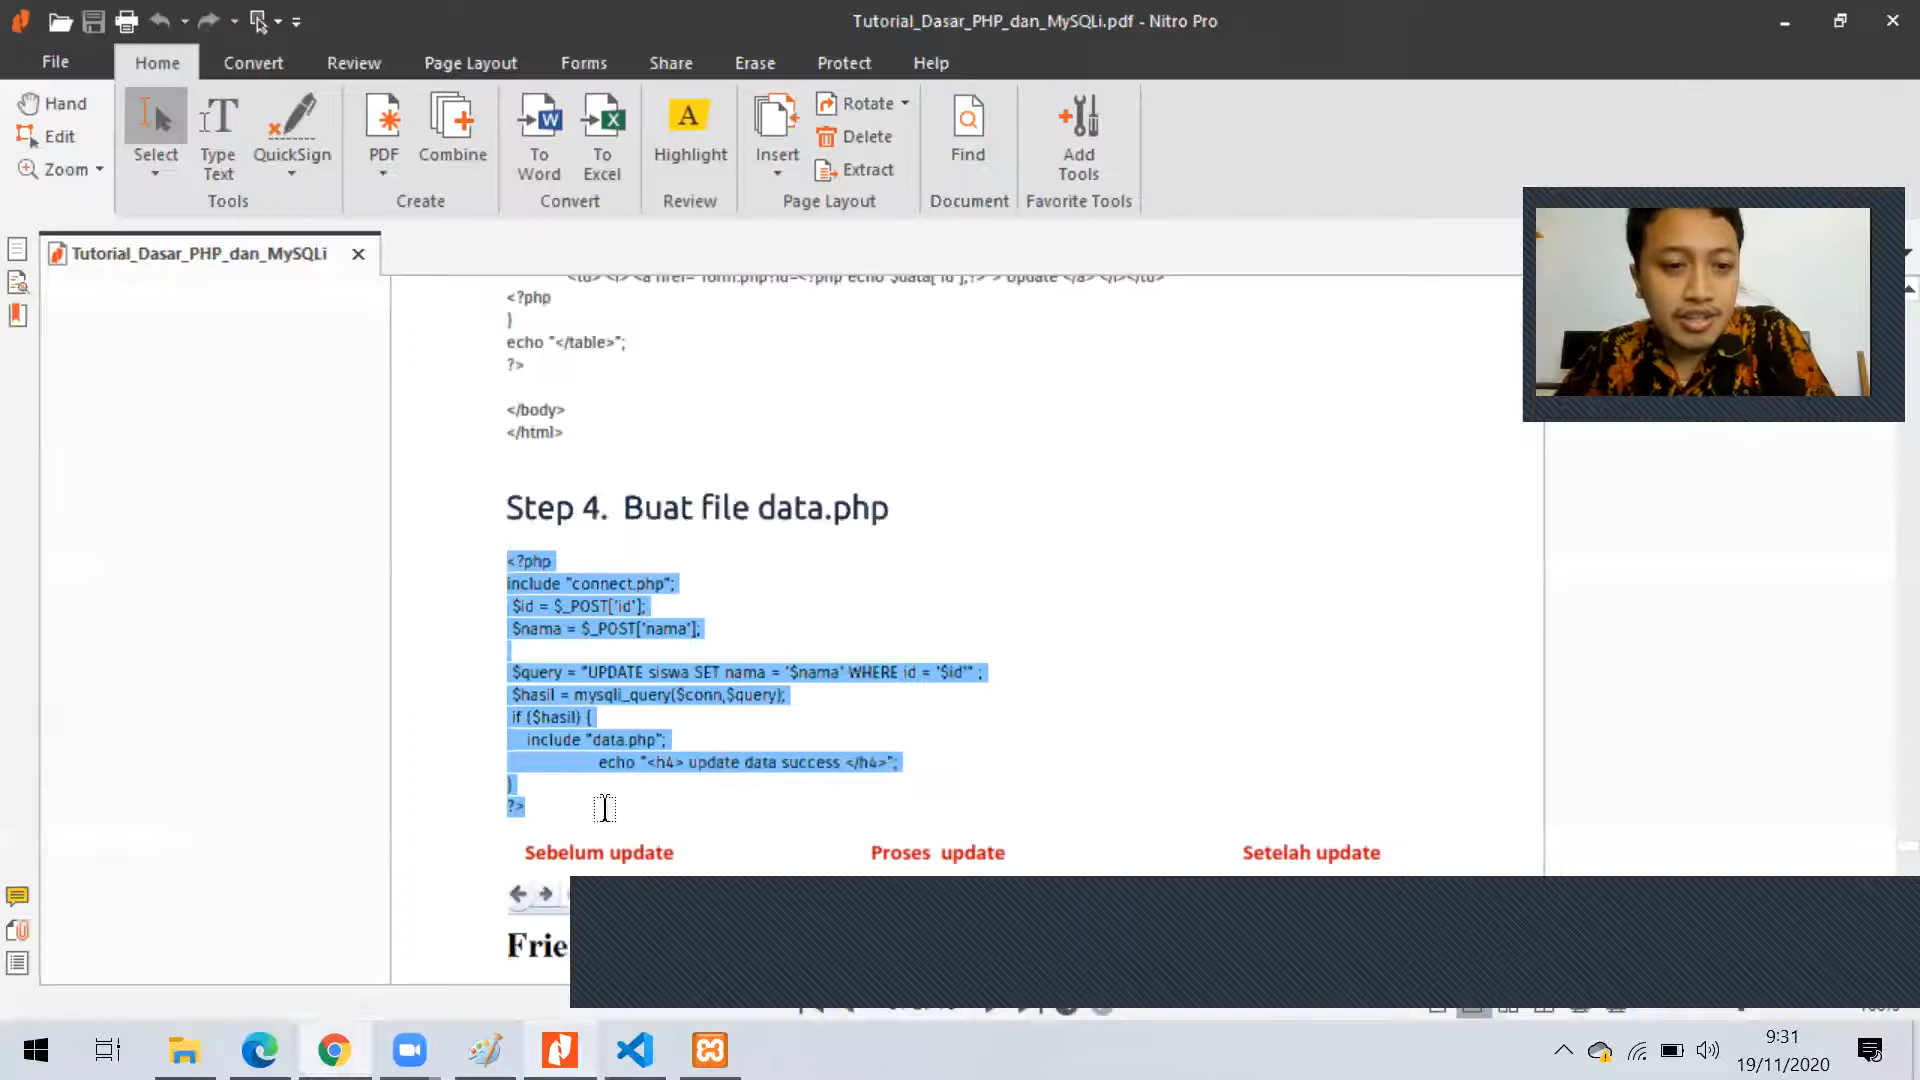 Tutorial_Dasar_PHP_dan_MySQLi.pdf - Nitro Pro
File
Home
Convert
Review
Page Layout
Forms
Share
Erase
Protect
Help
Hand
Edit
Zoom
Select
Type Text
QuickSign
Tools
PDF
Combine
Create
To Word
To Excel
Convert
Highlight
Review
Insert
Rotate
Delete
Extract
Page Layout
Find
Document
Add Tools
Favorite Tools
Tutorial_Dasar_PHP_dan_MySQLi
<?php
}
echo "</table>";
?>
</body>
</html>
Step 4. Buat file data.php
<?php
include "connect.php";
$id = $_POST['id'];
$nama = $_POST['nama'];
$query = "UPDATE siswa SET nama = '$nama' WHERE id = '$id'" ;
$hasil = mysqli_query($conn,$query);
if ($hasil) {
include "data.php";
echo "<h4> update data success </h4>";
}
?>
Sebelum update
Proses update
Setelah update
Frie
9:31
19/11/2020